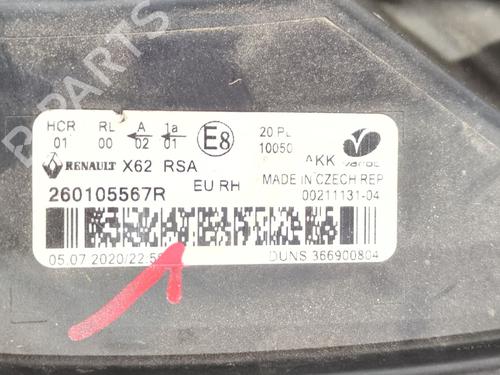 B PARTS
HCR RL A 1a
01 00 02 01
E8
20 PL
10050
AKK
Valeo
RENAULT X62 RSA
EU RH
MADE IN CZECH REP
260105567R
00211131-04
05.07 2020/22:5
DUNS 366900804